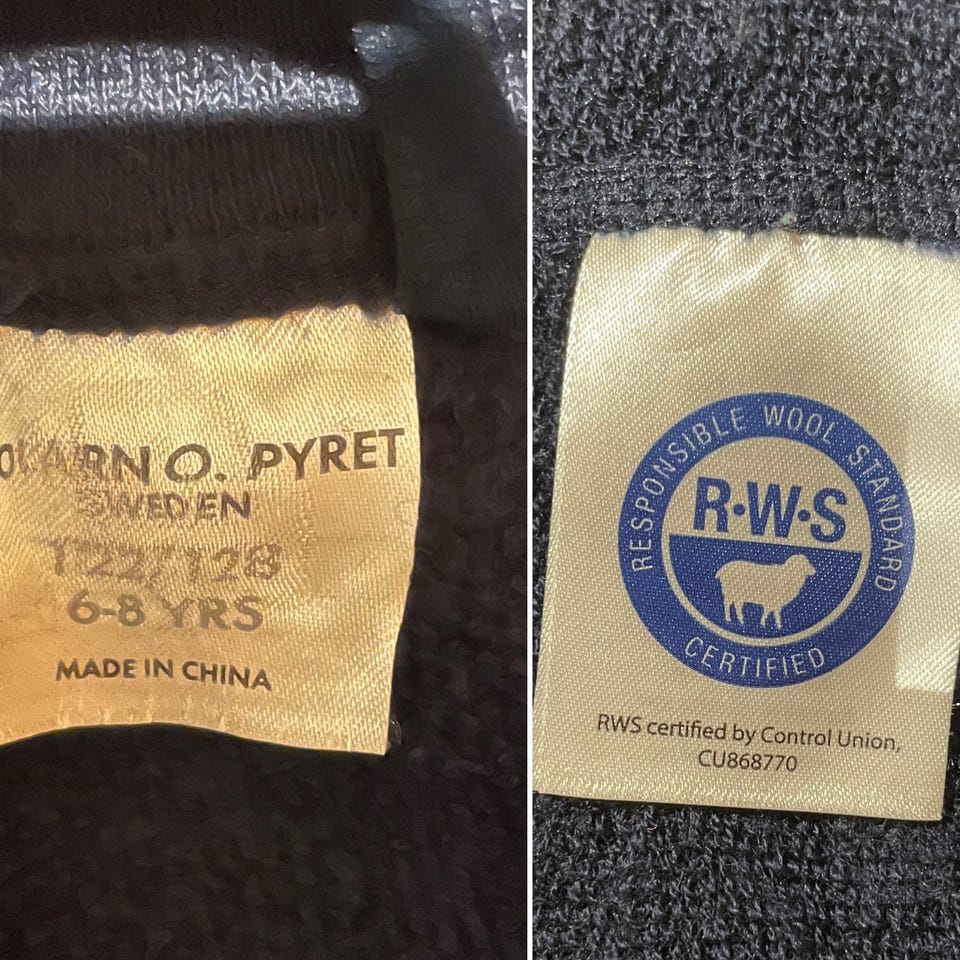 O. PYRET
SWEDEN
122/128
6-8 YRS
MADE IN CHINA
RESPONSIBLE WOOL STANDARD
R·W·S
CERTIFIED
RWS certified by Control Union,
CU868770